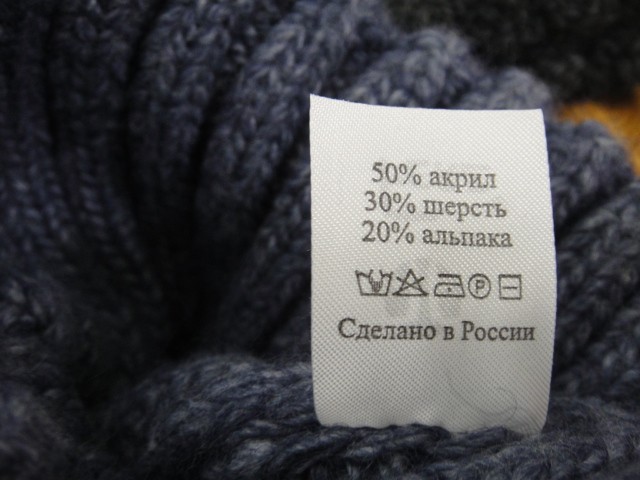 50% акрил
30% шерсть
20% альпака
P
Сделано в России